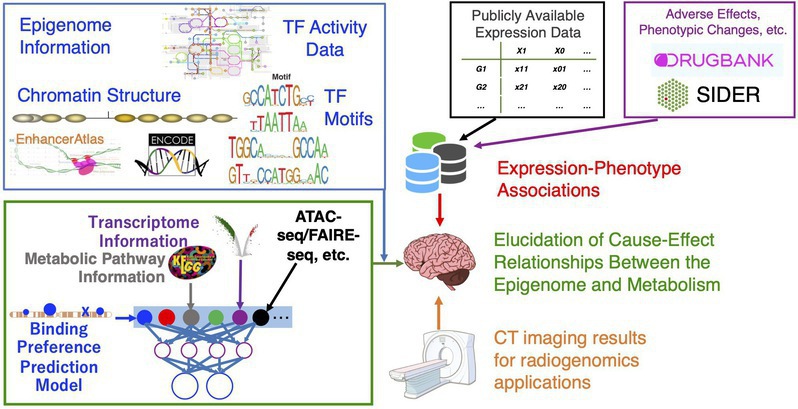 Epigenome
Information
TF Activity
Data
Chromatin Structure
Motif
GCCATCTG
TF
Motifs
TTAATTA
EnhancerAtlas
ENCODE
TGGCA GCCAA
GTT CCATGG AAC
Publicly Available
Expression Data
X1 X0 ...
G1 x11 x01 ...
G2 x21 x20 ...
... ... ...
Adverse Effects,
Phenotypic Changes, etc.
DRUGBANK
SIDER
Expression-Phenotype
Associations
Transcriptome
Information
Metabolic Pathway
Information
KEGG
ATAC-
seq/FAIRE-
seq, etc.
X
...
Binding
Preference
Prediction
Model
Elucidation of Cause-Effect
Relationships Between the
Epigenome and Metabolism
CT imaging results
for radiogenomics
applications